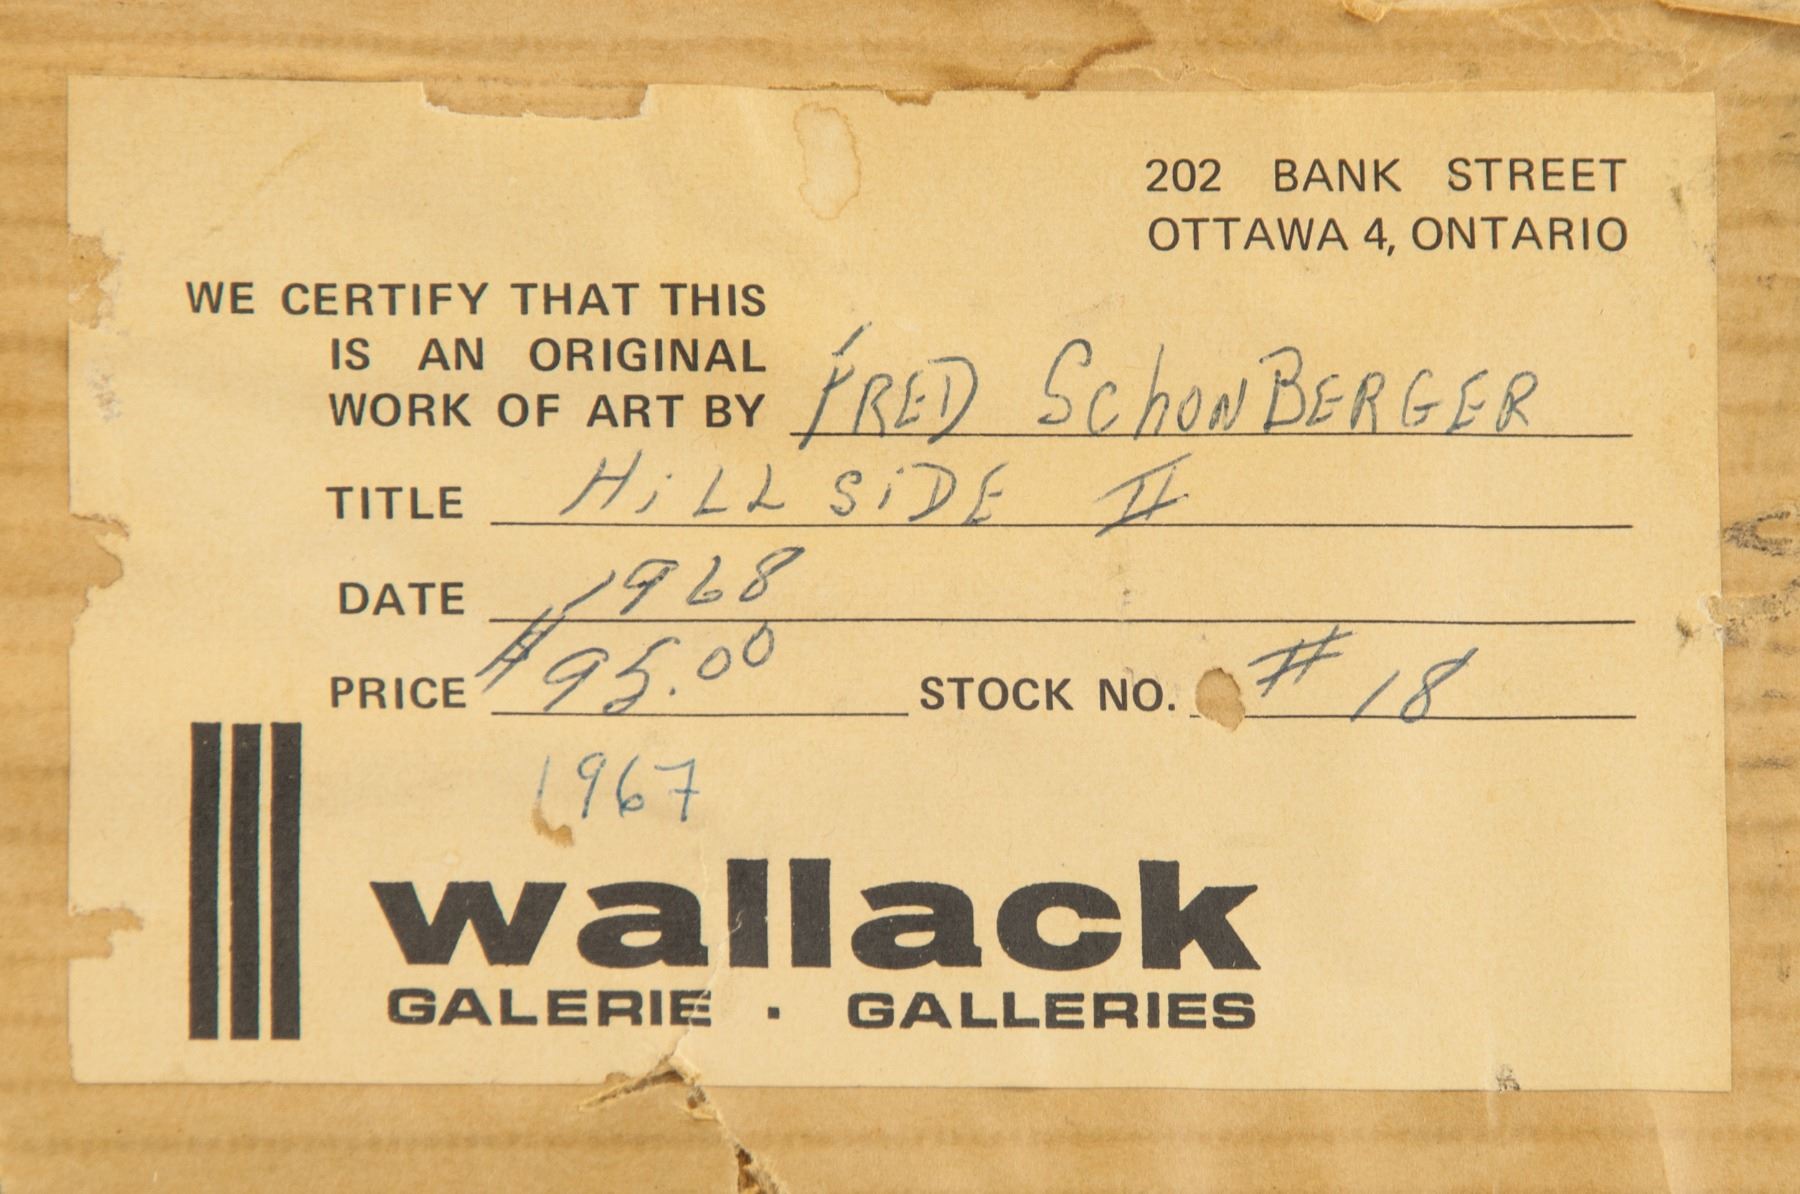 202 BANK STREET
OTTAWA 4, ONTARIO
WE CERTIFY THAT THIS
IS AN ORIGINAL
WORK OF ART BY FRED SCHONBERGER
TITLE HiLL SiDE II
DATE 1968
PRICE #95.00 STOCK NO. # 18
1967
wallack
GALERIE · GALLERIES